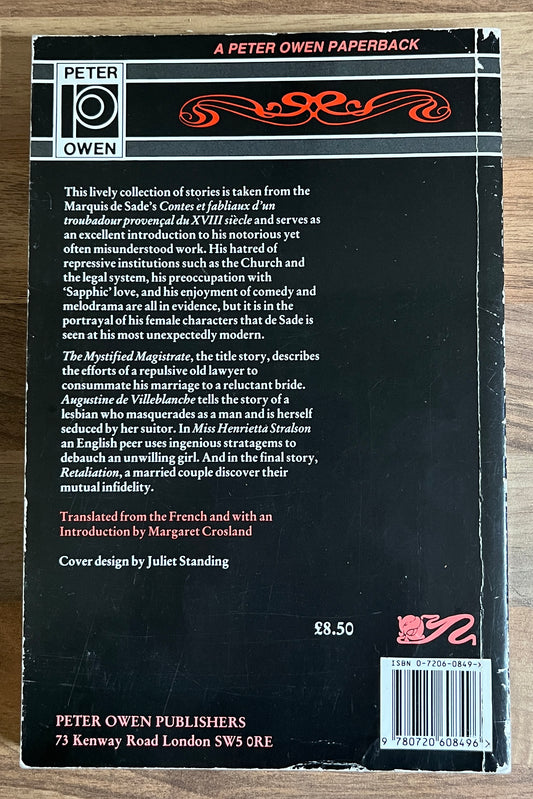 A PETER OWEN PAPERBACK
PETER
OWEN
This lively collection of stories is taken from the
Marquis de Sade's Contes et fabliaux d'un
troubadour provençal du XVIII siècle and serves as
an excellent introduction to his notorious yet
often misunderstood work. His hatred of
repressive institutions such as the Church and
the legal system, his preoccupation with
'Sapphic' love, and his enjoyment of comedy and
melodrama are all in evidence, but it is in the
portrayal of his female characters that de Sade is
seen at his most unexpectedly modern.
The Mystified Magistrate, the title story, describes
the efforts of a repulsive old lawyer to
consummate his marriage to a reluctant bride.
Augustine de Villeblanche tells the story of a
lesbian who masquerades as a man and is herself
seduced by her suitor. In Miss Henrietta Stralson
an English peer uses ingenious stratagems to
debauch an unwilling girl. And in the final story,
Retaliation, a married couple discover their
mutual infidelity.
Translated from the French and with an
Introduction by Margaret Crosland
Cover design by Juliet Standing
£8.50
ISBN 0-7206-0849->
9 780720 608496>
PETER OWEN PUBLISHERS
73 Kenway Road London SW5 0RE